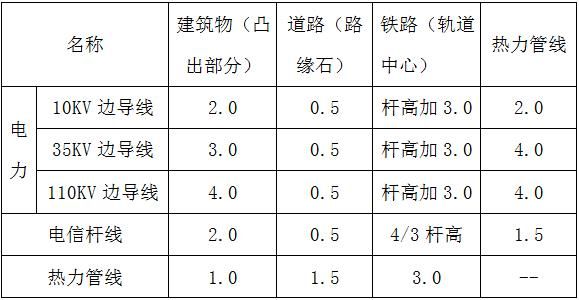 名称 建筑物（凸出部分） 道路（路缘石） 铁路（轨道中心） 热力管线
电力 10KV 边导线 2.0 0.5 杆高加 3.0 2.0
35KV 边导线 3.0 0.5 杆高加 3.0 4.0
110KV 边导线 4.0 0.5 杆高加 3.0 4.0
电信杆线 2.0 0.5 4/3 杆高 1.5
热力管线 1.0 1.5 3.0 --